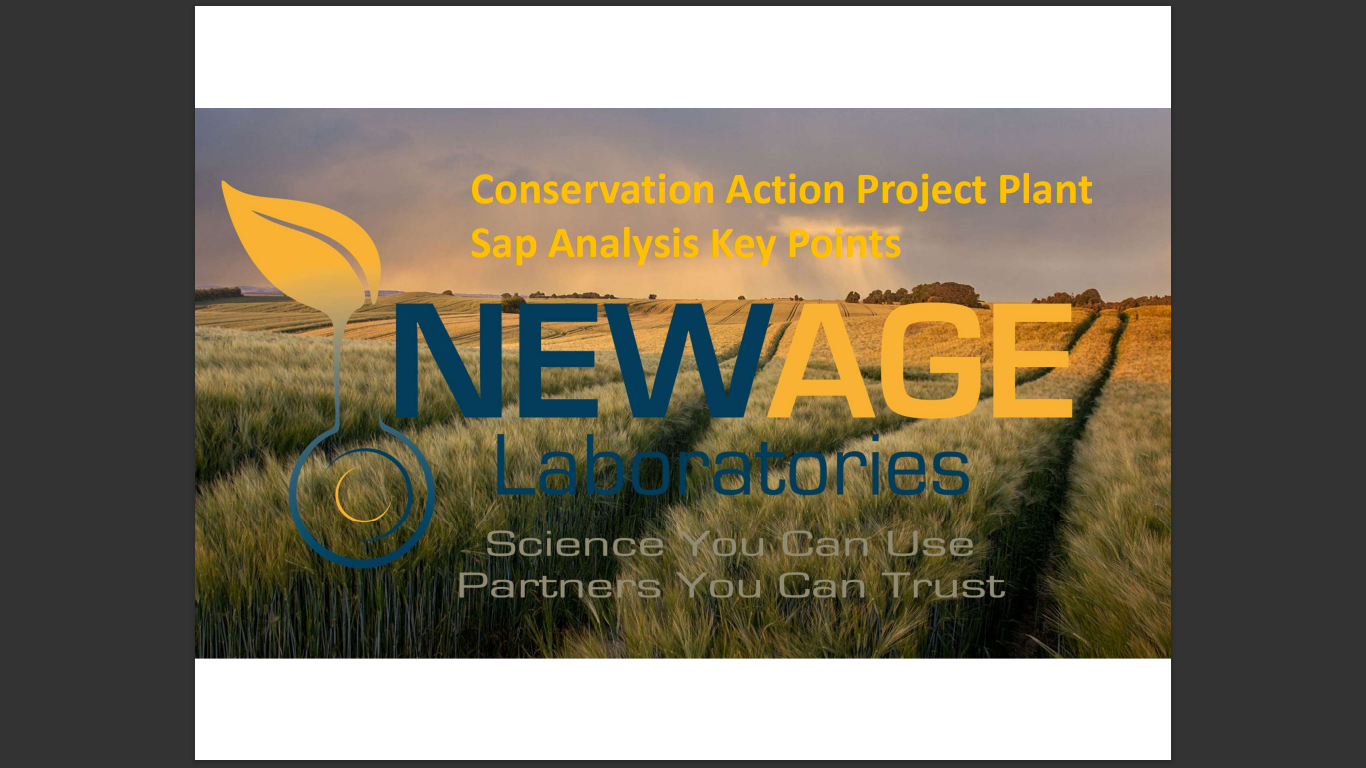 Conservation Action Project Plant
Sap Analysis Key Points
NEWAGE
Laboratories
Science You Can Use
Partners You Can Trust